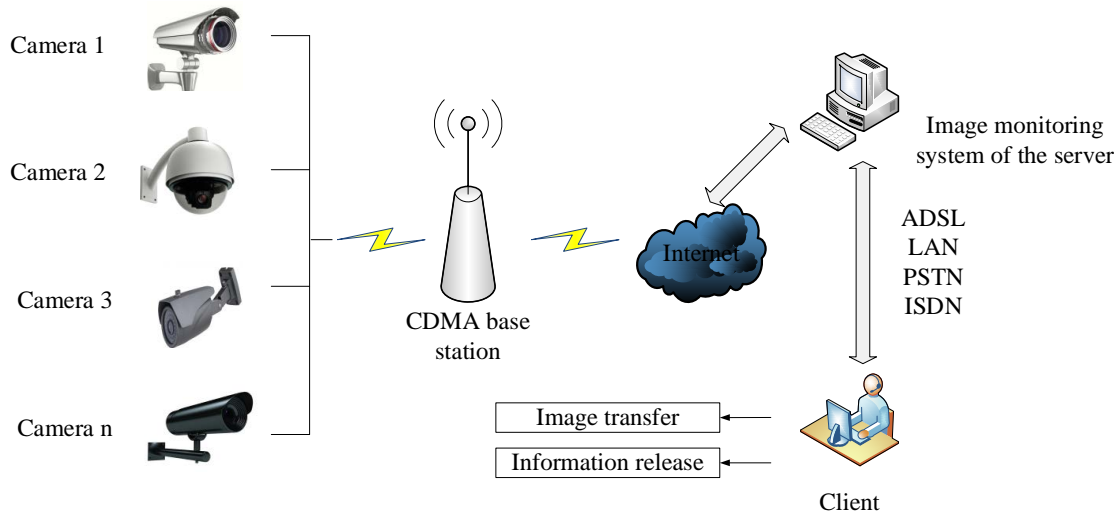 Camera 1
Camera 2
Camera 3
Camera n
CDMA base
station
Internet
Image monitoring
system of the server
ADSL
LAN
PSTN
ISDN
Image transfer
Information release
Client